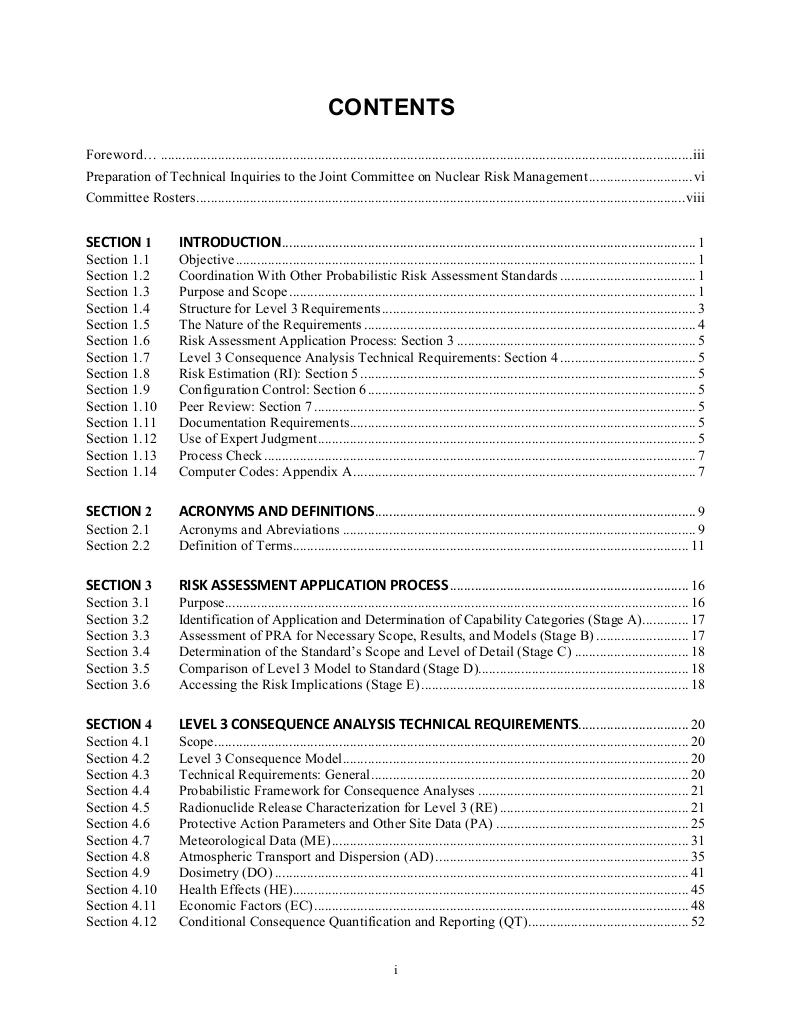 CONTENTS
Foreword… ....................................................................................................................................................iii
Preparation of Technical Inquiries to the Joint Committee on Nuclear Risk Management.............................vi
Committee Rosters.........................................................................................................................................viii
SECTION 1 INTRODUCTION................................................................................................................... 1
Section 1.1 Objective................................................................................................................................ 1
Section 1.2 Coordination With Other Probabilistic Risk Assessment Standards ...................................... 1
Section 1.3 Purpose and Scope................................................................................................................. 1
Section 1.4 Structure for Level 3 Requirements....................................................................................... 3
Section 1.5 The Nature of the Requirements ............................................................................................ 4
Section 1.6 Risk Assessment Application Process: Section 3 .................................................................. 5
Section 1.7 Level 3 Consequence Analysis Technical Requirements: Section 4...................................... 5
Section 1.8 Risk Estimation (RI): Section 5............................................................................................. 5
Section 1.9 Configuration Control: Section 6........................................................................................... 5
Section 1.10 Peer Review: Section 7.......................................................................................................... 5
Section 1.11 Documentation Requirements................................................................................................ 5
Section 1.12 Use of Expert Judgment......................................................................................................... 5
Section 1.13 Process Check........................................................................................................................ 7
Section 1.14 Computer Codes: Appendix A............................................................................................... 7
SECTION 2 ACRONYMS AND DEFINITIONS......................................................................................... 9
Section 2.1 Acronyms and Abreviations .................................................................................................. 9
Section 2.2 Definition of Terms.............................................................................................................. 11
SECTION 3 RISK ASSESSMENT APPLICATION PROCESS................................................................... 16
Section 3.1 Purpose................................................................................................................................. 16
Section 3.2 Identification of Application and Determination of Capability Categories (Stage A)............. 17
Section 3.3 Assessment of PRA for Necessary Scope, Results, and Models (Stage B) .......................... 17
Section 3.4 Determination of the Standard’s Scope and Level of Detail (Stage C) ................................ 18
Section 3.5 Comparison of Level 3 Model to Standard (Stage D)........................................................... 18
Section 3.6 Accessing the Risk Implications (Stage E)........................................................................... 18
SECTION 4 LEVEL 3 CONSEQUENCE ANALYSIS TECHNICAL REQUIREMENTS............................... 20
Section 4.1 Scope.................................................................................................................................... 20
Section 4.2 Level 3 Consequence Model................................................................................................ 20
Section 4.3 Technical Requirements: General........................................................................................ 20
Section 4.4 Probabilistic Framework for Consequence Analyses ........................................................... 21
Section 4.5 Radionuclide Release Characterization for Level 3 (RE)..................................................... 21
Section 4.6 Protective Action Parameters and Other Site Data (PA) ...................................................... 25
Section 4.7 Meteorological Data (ME)................................................................................................... 31
Section 4.8 Atmospheric Transport and Dispersion (AD)....................................................................... 35
Section 4.9 Dosimetry (DO)................................................................................................................... 41
Section 4.10 Health Effects (HE).............................................................................................................. 45
Section 4.11 Economic Factors (EC)........................................................................................................ 48
Section 4.12 Conditional Consequence Quantification and Reporting (QT)............................................. 52
i